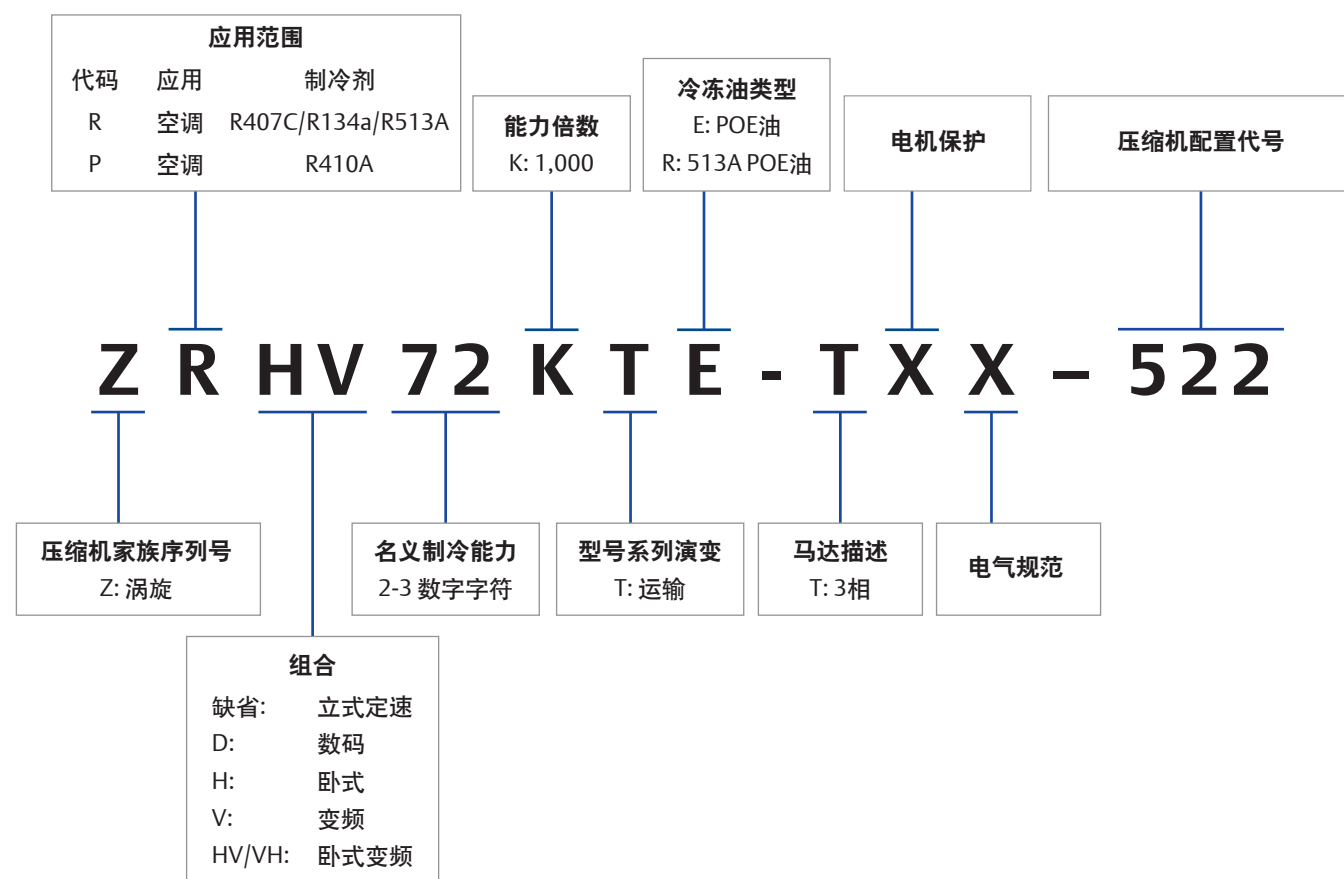 应用范围
代码 应用 制冷剂
R 空调 R407C/R134a/R513A
P 空调 R410A
能力倍数
K: 1,000
冷冻油类型
E: POE油
R: 513A POE油
电机保护
压缩机配置代号
Z R HV 72 K T E - T X X – 522
压缩机家族序列号
Z: 涡旋
名义制冷能力
2-3 数字字符
型号系列演变
T: 运输
马达描述
T: 3相
电气规范
组合
缺省: 立式定速
D: 数码
H: 卧式
V: 变频
HV/VH: 卧式变频